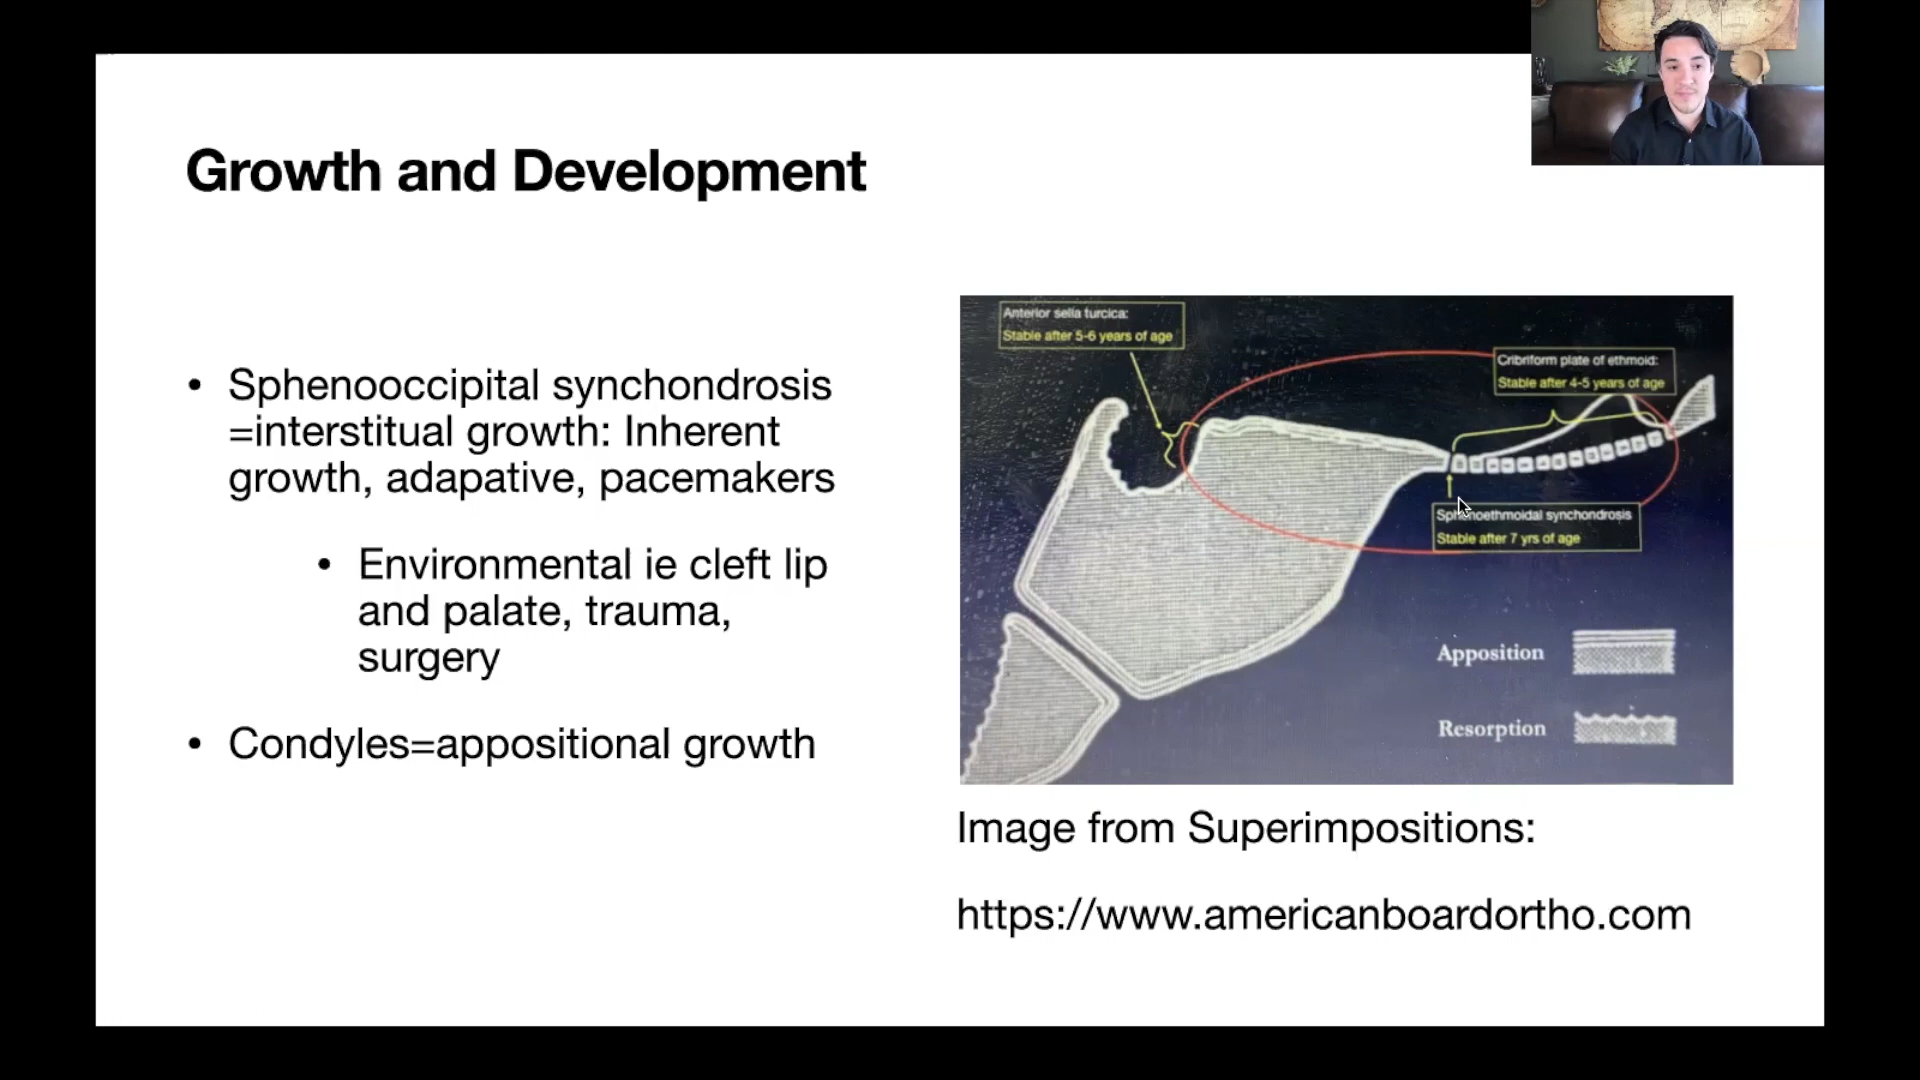 Growth and Development
• Sphenooccipital synchondrosis
=interstitual growth: Inherent
growth, adapative, pacemakers
• Environmental ie cleft lip
and palate, trauma,
surgery
• Condyles=appositional growth
Anterior sella turcica:
Stable after 5-6 years of age
Cribriform plate of ethmoid:
Stable after 4-5 years of age
Sphenoethmoidal synchondrosis
Stable after 7 yrs of age
Apposition
Resorption
Image from Superimpositions:
https://www.americanboardortho.com